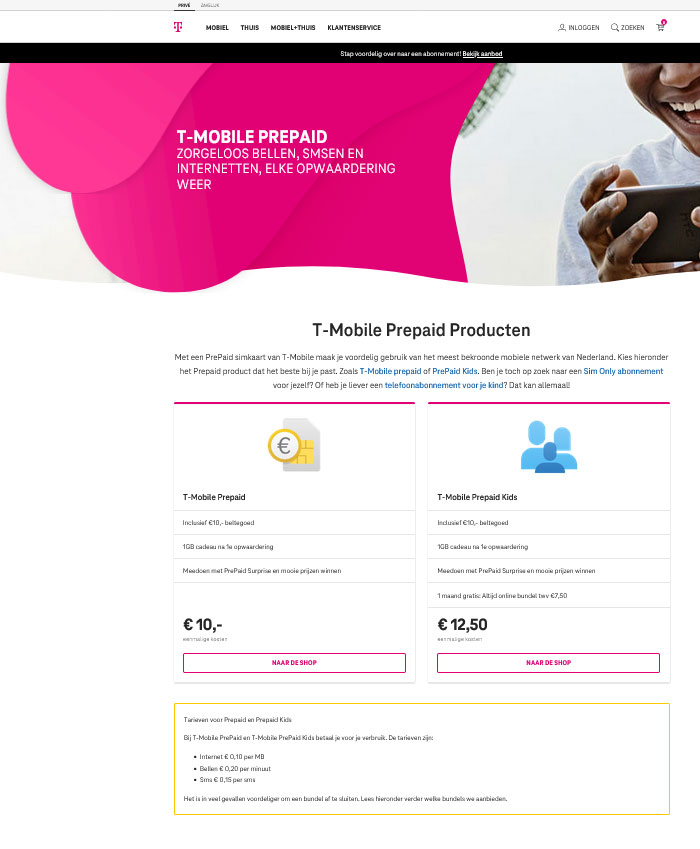 PRIVÉ ZAKELIJK
MOBIEL THUIS MOBIEL+THUIS KLANTENSERVICE INLOGGEN ZOEKEN
Stap voordelig over naar een abonnement! Bekijk aanbod
T-MOBILE PREPAID
ZORGELOOS BELLEN, SMSEN EN
INTERNETTEN, ELKE OPWAARDERING
WEER
T-Mobile Prepaid Producten
Met een PrePaid simkaart van T-Mobile maak je voordelig gebruik van het meest bekroonde mobiele netwerk van Nederland. Kies hieronder
het Prepaid product dat het beste bij je past. Zoals T-Mobile prepaid of PrePaid Kids. Ben je toch op zoek naar een Sim Only abonnement
voor jezelf? Of heb je liever een telefoonabonnement voor je kind? Dat kan allemaal!
€
T-Mobile Prepaid
Inclusief €10,- beltegoed
1GB cadeau na 1e opwaardering
Meedoen met PrePaid Surprise en mooie prijzen winnen
€ 10,-
eenmalige kosten
NAAR DE SHOP
T-Mobile Prepaid Kids
Inclusief €10,- beltegoed
1GB cadeau na 1e opwaardering
Meedoen met PrePaid Surprise en mooie prijzen winnen
1 maand gratis: Altijd online bundel twv €7,50
€ 12,50
eenmalige kosten
NAAR DE SHOP
Tarieven voor Prepaid en Prepaid Kids
Bij T-Mobile PrePaid en T-Mobile PrePaid Kids betaal je voor je verbruik. De tarieven zijn:
• Internet € 0,10 per MB
• Bellen € 0,20 per minuut
• Sms € 0,15 per sms
Het is in veel gevallen voordeliger om een bundel af te sluiten. Lees hieronder verder welke bundels we aanbieden.